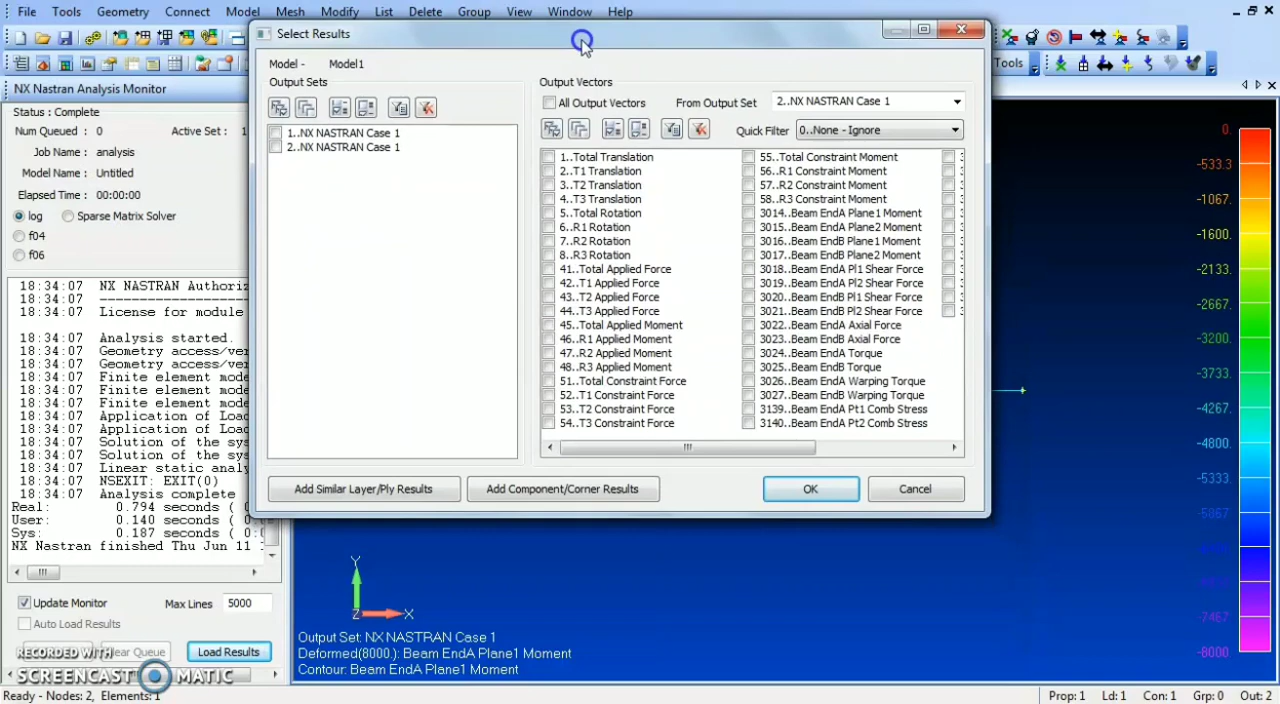 File Tools Geometry Connect Model Mesh Modify List Delete Group View Window Help
Tools
NX Nastran Analysis Monitor
Status : Complete
Num Queued : 0 Active Set : 1
Job Name : analysis
Model Name : Untitled
Elapsed Time : 00:00:00
log Sparse Matrix Solver
f04
f06
18:34:07 NX NASTRAN Authoriz
18:34:07 --------------------
18:34:07 License for module
18:34:07 Analysis started.
18:34:07 Geometry access/ver
18:34:07 Geometry access/ver
18:34:07 Finite element mode
18:34:07 Finite element mode
18:34:07 Finite element mode
18:34:07 Application of Load
18:34:07 Application of Load
18:34:07 Solution of the sys
18:34:07 Solution of the sys
18:34:07 Linear static analy
18:34:07 NSEXIT: EXIT(0)
18:34:07 Analysis complete
Real: 0.794 seconds (
User: 0.140 seconds (
Sys: 0.187 seconds (
NX Nastran finished Thu Jun 11
Update Monitor Max Lines 5000
Auto Load Results
Clear Queue Load Results
RECORDED WITH
SCREENCAST MATIC
Ready - Nodes: 2, Elements: 1
Select Results
Model - Model1
Output Sets
1..NX NASTRAN Case 1
2..NX NASTRAN Case 1
Output Vectors
All Output Vectors From Output Set 2..NX NASTRAN Case 1
Quick Filter 0..None - Ignore
1..Total Translation
2..T1 Translation
3..T2 Translation
4..T3 Translation
5..Total Rotation
6..R1 Rotation
7..R2 Rotation
8..R3 Rotation
41..Total Applied Force
42..T1 Applied Force
43..T2 Applied Force
44..T3 Applied Force
45..Total Applied Moment
46..R1 Applied Moment
47..R2 Applied Moment
48..R3 Applied Moment
51..Total Constraint Force
52..T1 Constraint Force
53..T2 Constraint Force
54..T3 Constraint Force
55..Total Constraint Moment
56..R1 Constraint Moment
57..R2 Constraint Moment
58..R3 Constraint Moment
3014..Beam EndA Plane1 Moment
3015..Beam EndA Plane2 Moment
3016..Beam EndB Plane1 Moment
3017..Beam EndB Plane2 Moment
3018..Beam EndA Pl1 Shear Force
3019..Beam EndA Pl2 Shear Force
3020..Beam EndB Pl1 Shear Force
3021..Beam EndB Pl2 Shear Force
3022..Beam EndA Axial Force
3023..Beam EndB Axial Force
3024..Beam EndA Torque
3025..Beam EndB Torque
3026..Beam EndA Warping Torque
3027..Beam EndB Warping Torque
3139..Beam EndA Pt1 Comb Stress
3140..Beam EndA Pt2 Comb Stress
Add Similar Layer/Ply Results Add Component/Corner Results OK Cancel
0.
-533.3
-1067.
-1600.
-2133.
-2667.
-3200.
-3733.
-4267.
-4800.
-5333.
-5867.
-7467
-8000.
Y
Z X
Output Set: NX NASTRAN Case 1
Deformed(8000.): Beam EndA Plane1 Moment
Contour: Beam EndA Plane1 Moment
Prop: 1 Ld: 1 Con: 1 Grp: 0 Out: 2